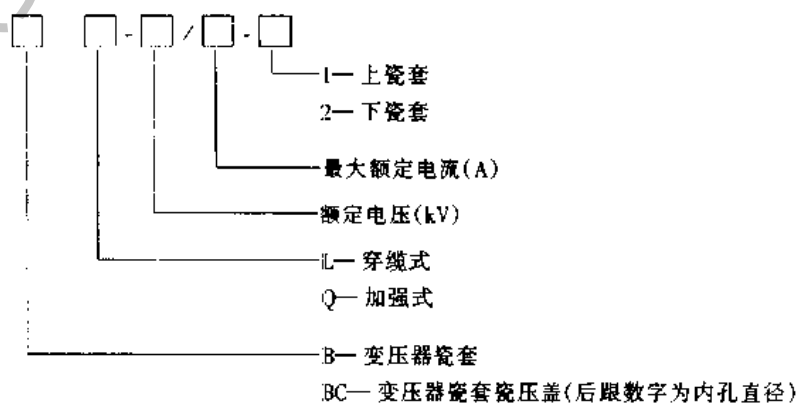 □ □-□/□-□
1— 上瓷套
2— 下瓷套
最大额定电流(A)
额定电压(kV)
L— 穿缆式
Q— 加强式
B— 变压器瓷套
BC— 变压器瓷套瓷压盖(后跟数字为内孔直径)